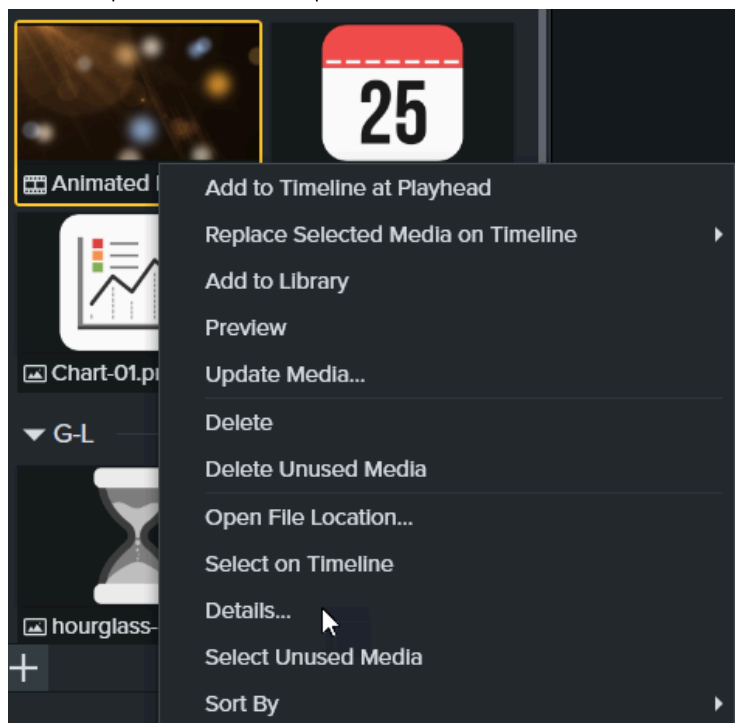 25
Animated
Add to Timeline at Playhead
Replace Selected Media on Timeline
Add to Library
Preview
Chart-01.pr
Update Media...
Delete
G-L
Delete Unused Media
Open File Location...
Select on Timeline
Details...
hourglass-
Select Unused Media
Sort By